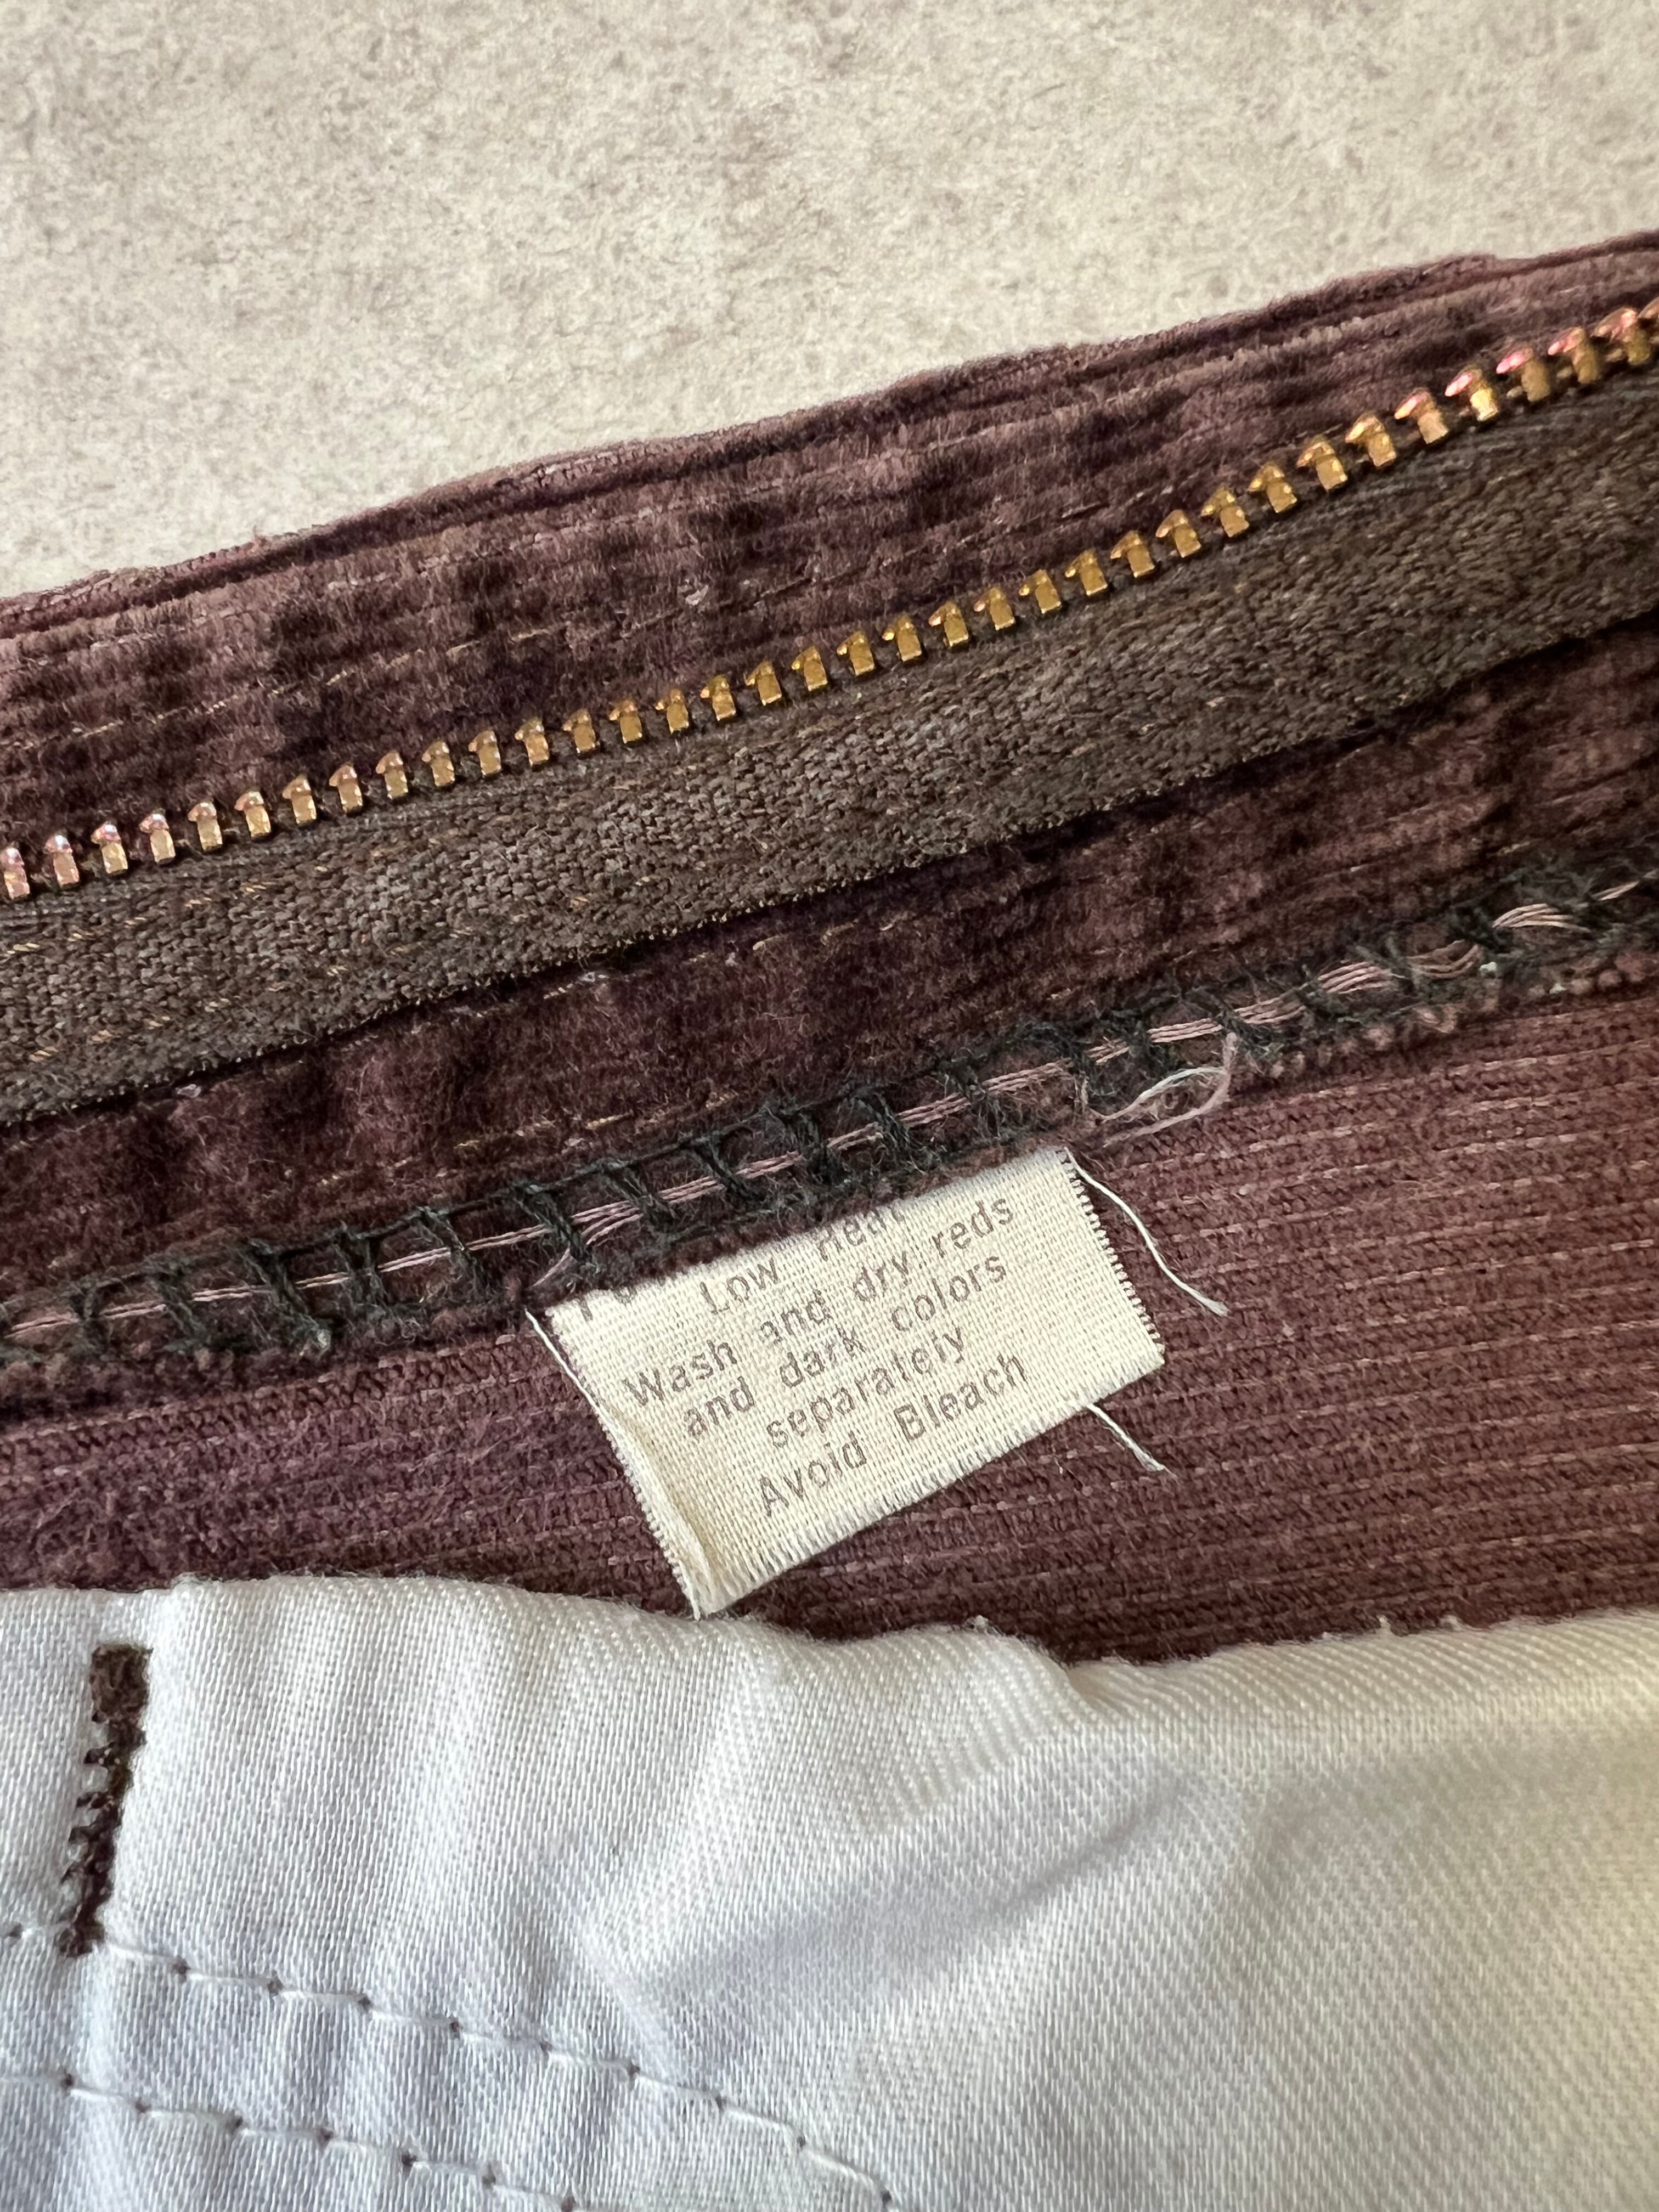 Low Heat
Wash and dry reds
and dark colors
separately
Avoid Bleach